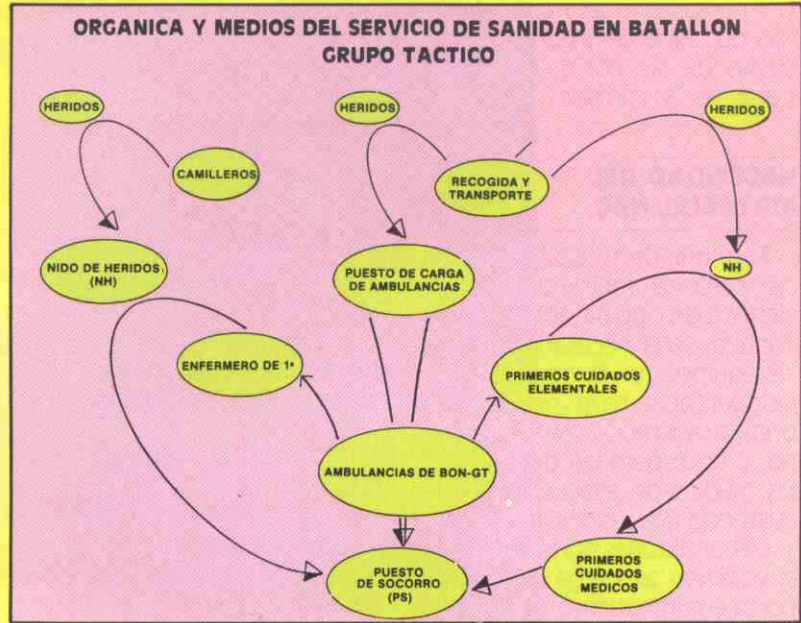 ORGANICA Y MEDIOS DEL SERVICIO DE SANIDAD EN BATALLON
GRUPO TACTICO
HERIDOS
HERIDOS
HERIDOS
CAMILLEROS
RECOGIDA Y
TRANSPORTE
NIDO DE HERIDOS
(NH)
PUESTO DE CARGA
DE AMBULANCIAS
NH
ENFERMERO DE 1ª
PRIMEROS CUIDADOS
ELEMENTALES
AMBULANCIAS DE BON-GT
PUESTO
DE SOCORRO
(PS)
PRIMEROS
CUIDADOS
MEDICOS